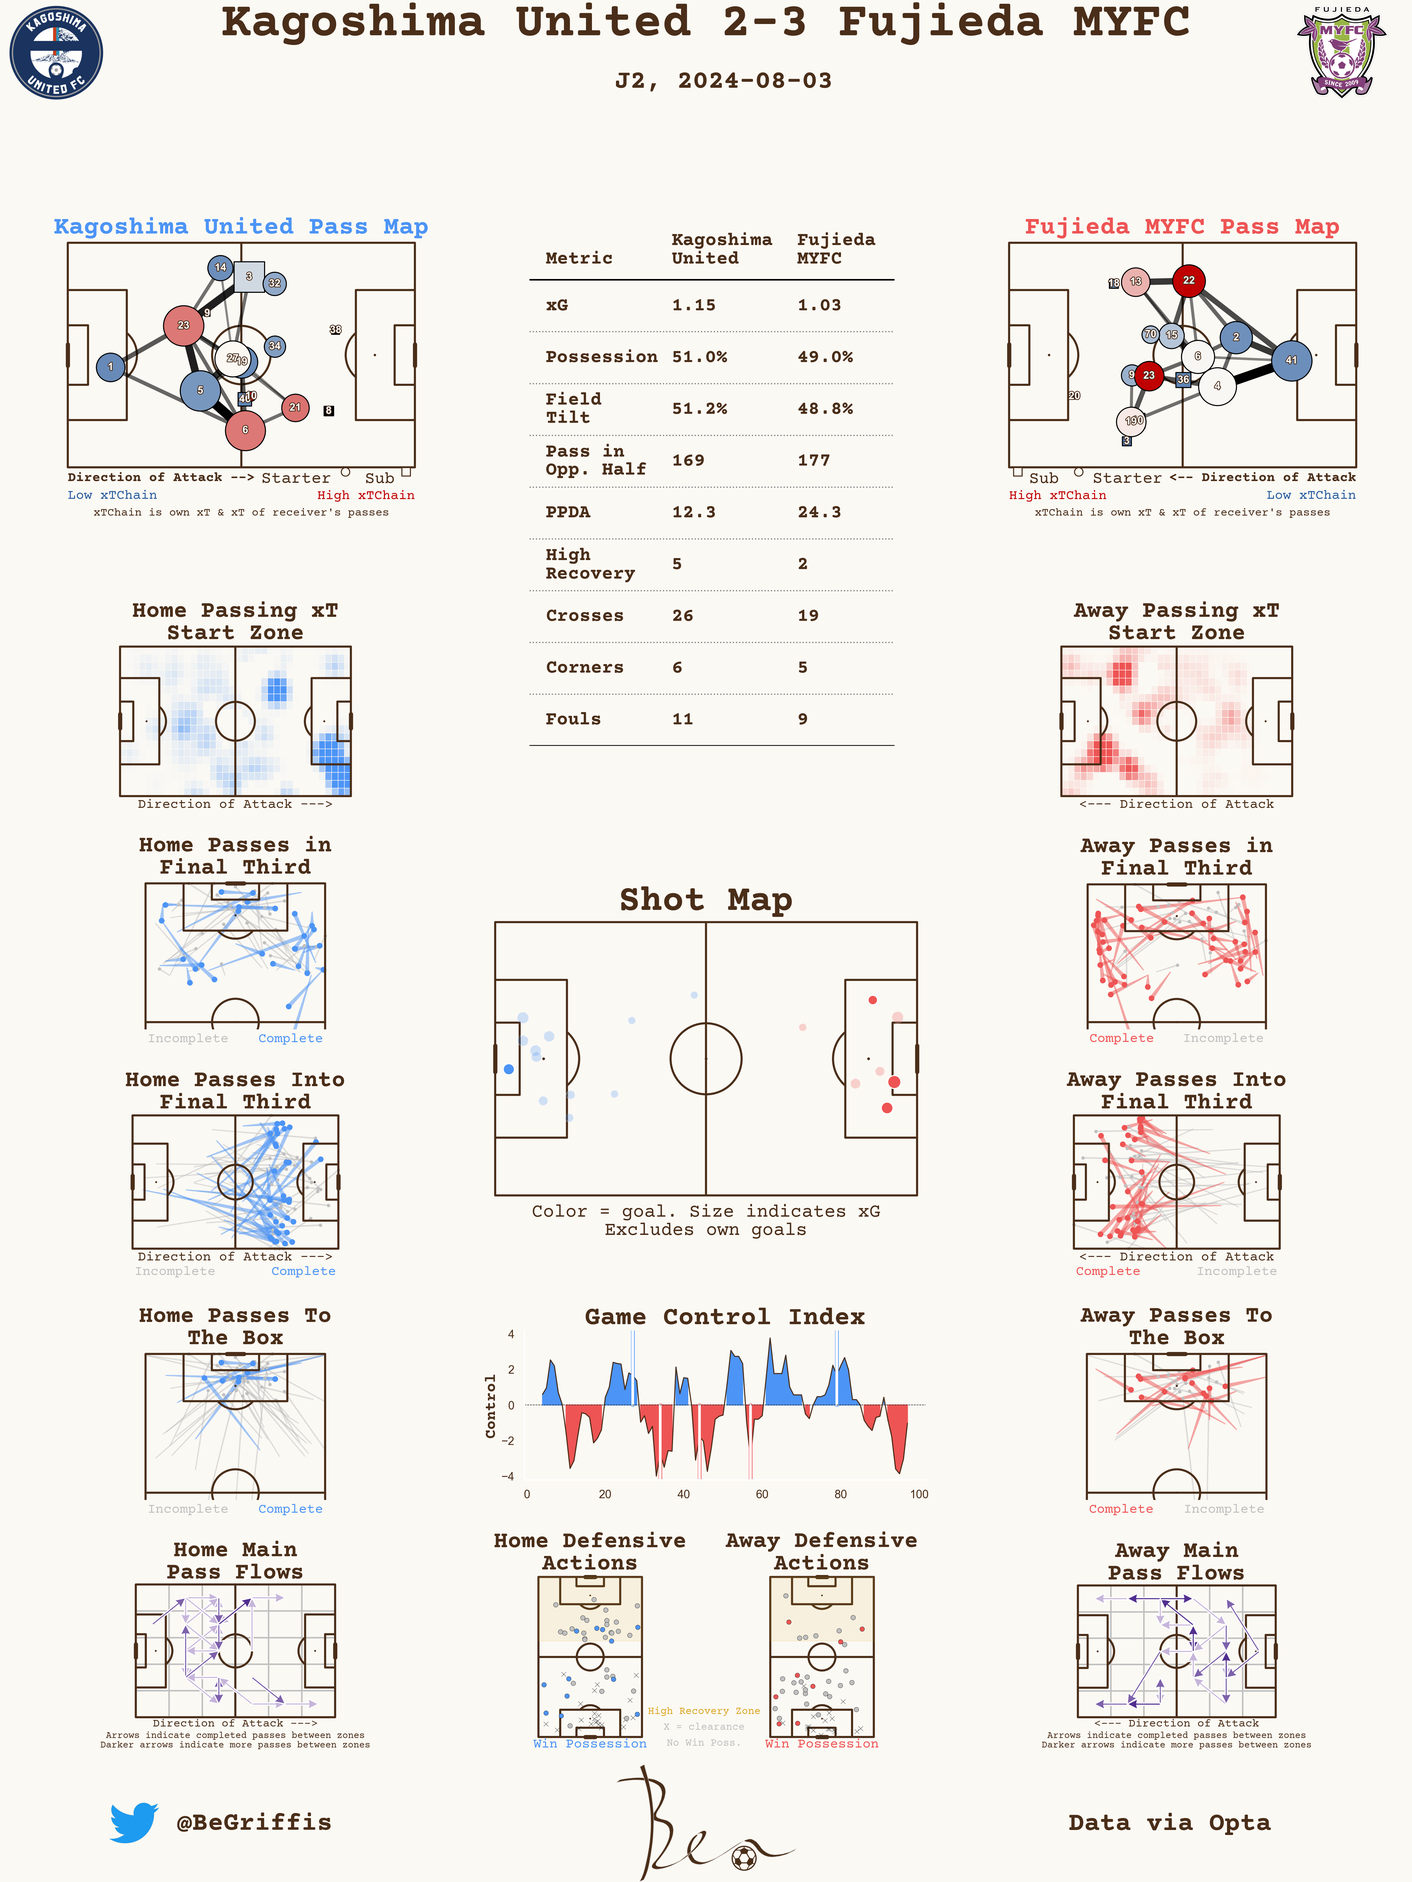 Kagoshima United 2-3 Fujieda MYFC
J2, 2024-08-03
KAGOSHIMA
UNITED FC
FUJIEDA
MYFC
SINCE 2009
Kagoshima United Pass Map
14
3
32
9
23
38
34
27
19
1
5
10
21
8
6
Direction of Attack --> Starter Sub
Low xTChain High xTChain
xTChain is own xT & xT of receiver's passes
Metric Kagoshima United Fujieda MYFC
xG 1.15 1.03
Possession 51.0% 49.0%
Field Tilt 51.2% 48.8%
Pass in Opp. Half 169 177
PPDA 12.3 24.3
High Recovery 5 2
Crosses 26 19
Corners 6 5
Fouls 11 9
Fujieda MYFC Pass Map
18
13
22
70
15
2
6
41
9
23
36
4
20
3
Sub Starter <-- Direction of Attack
High xTChain Low xTChain
xTChain is own xT & xT of receiver's passes
Home Passing xT
Start Zone
Direction of Attack --->
Away Passing xT
Start Zone
<--- Direction of Attack
Home Passes in
Final Third
Incomplete Complete
Away Passes in
Final Third
Complete Incomplete
Shot Map
Color = goal. Size indicates xG
Excludes own goals
Home Passes Into
Final Third
Direction of Attack --->
Incomplete Complete
Away Passes Into
Final Third
<--- Direction of Attack
Complete Incomplete
Home Passes To
The Box
Incomplete Complete
Game Control Index
Control
4
2
0
−2
−4
0 20 40 60 80 100
Away Passes To
The Box
Complete Incomplete
Home Main
Pass Flows
Direction of Attack --->
Arrows indicate completed passes between zones
Darker arrows indicate more passes between zones
Home Defensive
Actions
Win Possession
High Recovery Zone
X = clearance
No Win Poss.
Away Defensive
Actions
Win Possession
Away Main
Pass Flows
<--- Direction of Attack
Arrows indicate completed passes between zones
Darker arrows indicate more passes between zones
@BeGriffis
Ben
Data via Opta